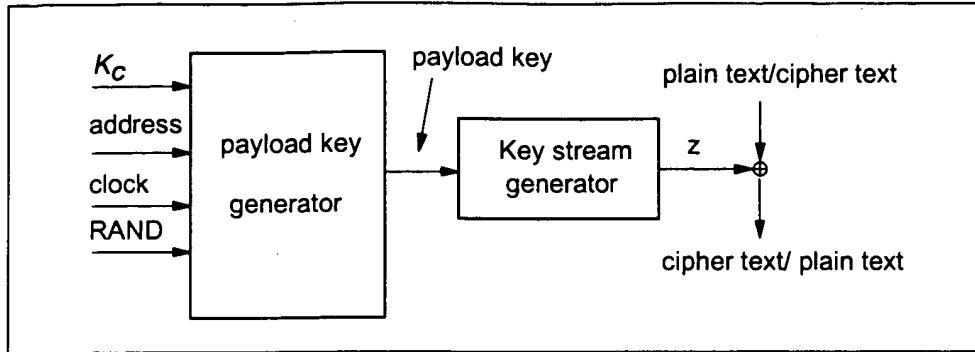 K_C
address
clock
RAND
payload key
generator
payload key
Key stream
generator
z
plain text/cipher text
cipher text/ plain text